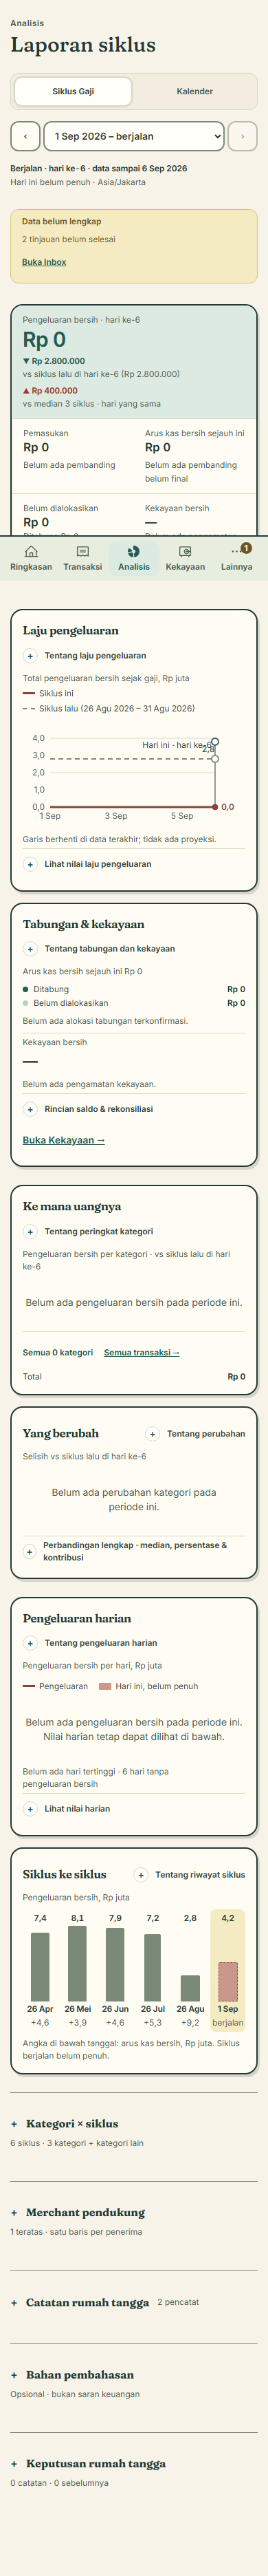 Analisis
Laporan siklus
Siklus Gaji
Kalender
‹
1 Sep 2026 – berjalan
›
Berjalan · hari ke-6 · data sampai 6 Sep 2026
Hari ini belum penuh · Asia/Jakarta
Data belum lengkap
2 tinjauan belum selesai
Buka Inbox
Pengeluaran bersih · hari ke-6
Rp 0
▼ Rp 2.800.000
vs siklus lalu di hari ke-6 (Rp 2.800.000)
▲ Rp 400.000
vs median 3 siklus · hari yang sama
Pemasukan
Rp 0
Belum ada pembanding
Arus kas bersih sejauh ini
Rp 0
Belum ada pembanding
belum final
Belum dialokasikan
Rp 0
Kekayaan bersih
—
Ringkasan
Transaksi
Analisis
Kekayaan
1
Lainnya
Laju pengeluaran
+ Tentang laju pengeluaran
Total pengeluaran bersih sejak gaji, Rp juta
Siklus ini
Siklus lalu (26 Agu 2026 – 31 Agu 2026)
4,0
3,0
2,0
1,0
0,0
Hari ini · hari ke-6
2,8
0,0
1 Sep
3 Sep
5 Sep
Garis berhenti di data terakhir; tidak ada proyeksi.
+ Lihat nilai laju pengeluaran
Tabungan & kekayaan
+ Tentang tabungan dan kekayaan
Arus kas bersih sejauh ini Rp 0
Ditabung Rp 0
Belum dialokasikan Rp 0
Belum ada alokasi tabungan terkonfirmasi.
Kekayaan bersih
—
Belum ada pengamatan kekayaan.
+ Rincian saldo & rekonsiliasi
Buka Kekayaan →
Ke mana uangnya
+ Tentang peringkat kategori
Pengeluaran bersih per kategori · vs siklus lalu di hari
ke-6
Belum ada pengeluaran bersih pada periode ini.
Semua 0 kategori Semua transaksi →
Total Rp 0
Yang berubah
+ Tentang perubahan
Selisih vs siklus lalu di hari ke-6
Belum ada perubahan kategori pada
periode ini.
+ Perbandingan lengkap · median, persentase &
kontribusi
Pengeluaran harian
+ Tentang pengeluaran harian
Pengeluaran bersih per hari, Rp juta
Pengeluaran Hari ini, belum penuh
Belum ada pengeluaran bersih pada periode ini.
Nilai harian tetap dapat dilihat di bawah.
Belum ada hari tertinggi · 6 hari tanpa
pengeluaran bersih
+ Lihat nilai harian
Siklus ke siklus
+ Tentang riwayat siklus
Pengeluaran bersih, Rp juta
7,4 8,1 7,9 7,2 2,8 4,2
26 Apr 26 Mei 26 Jun 26 Jul 26 Agu 1 Sep
+4,6 +3,9 +4,6 +5,3 +9,2 berjalan
Angka di bawah tanggal: arus kas bersih, Rp juta. Siklus
berjalan belum penuh.
+ Kategori × siklus
6 siklus · 3 kategori + kategori lain
+ Merchant pendukung
1 teratas · satu baris per penerima
+ Catatan rumah tangga 2 pencatat
+ Bahan pembahasan
Opsional · bukan saran keuangan
+ Keputusan rumah tangga
0 catatan · 0 sebelumnya